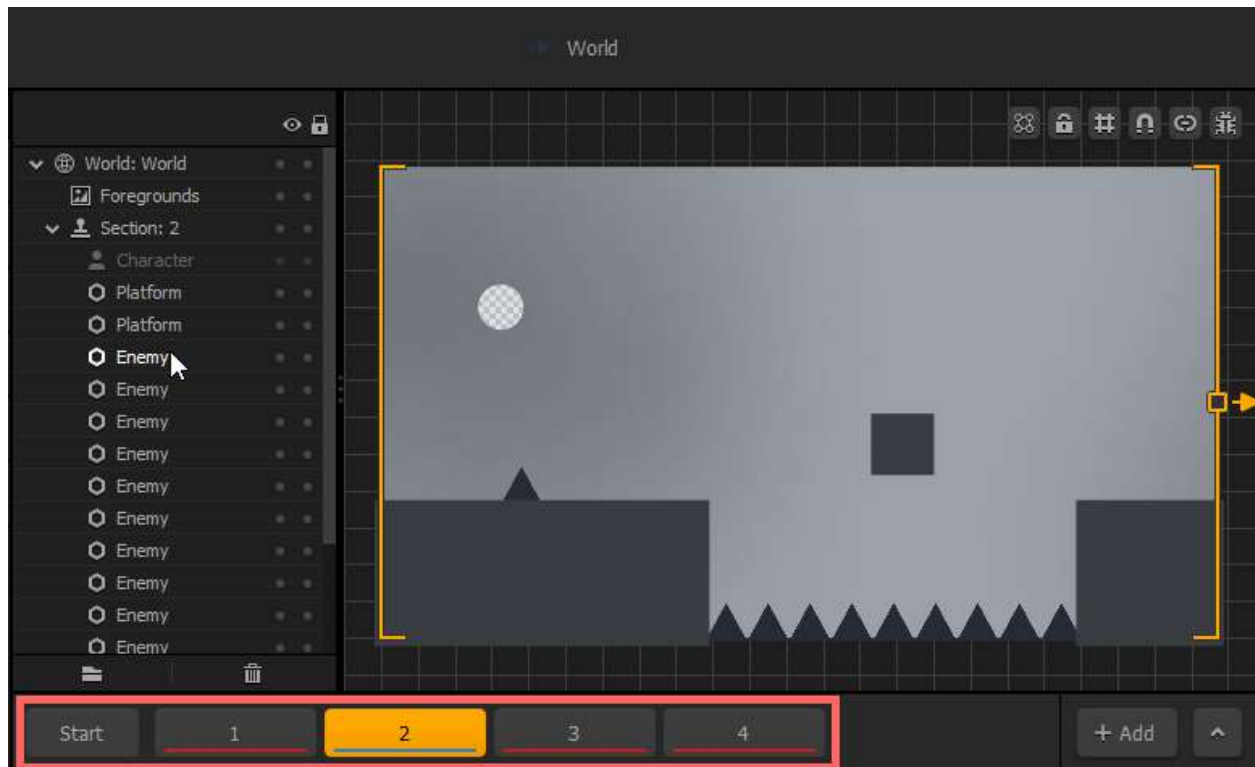 World
World: World
Foregrounds
Section: 2
Character
Platform
Platform
Enemy
Enemy
Enemy
Enemy
Enemy
Enemy
Enemy
Enemy
Enemy
Enemy
Start 1 2 3 4 + Add